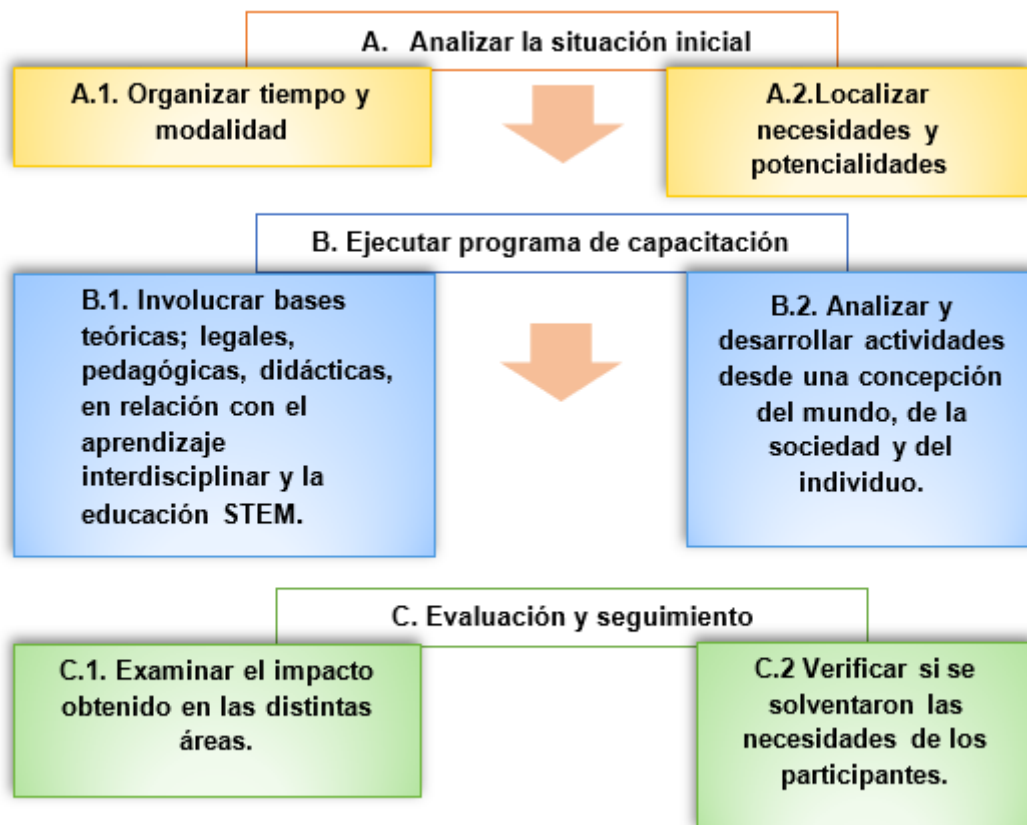 A. Analizar la situación inicial
A.1. Organizar tiempo y
modalidad
A.2.Localizar
necesidades y
potencialidades
B. Ejecutar programa de capacitación
B.1. Involucrar bases
teóricas; legales,
pedagógicas, didácticas,
en relación con el
aprendizaje
interdisciplinar y la
educación STEM.
B.2. Analizar y
desarrollar actividades
desde una concepción
del mundo, de la
sociedad y del
individuo.
C. Evaluación y seguimiento
C.1. Examinar el impacto
obtenido en las distintas
áreas.
C.2 Verificar si se
solventaron las
necesidades de los
participantes.